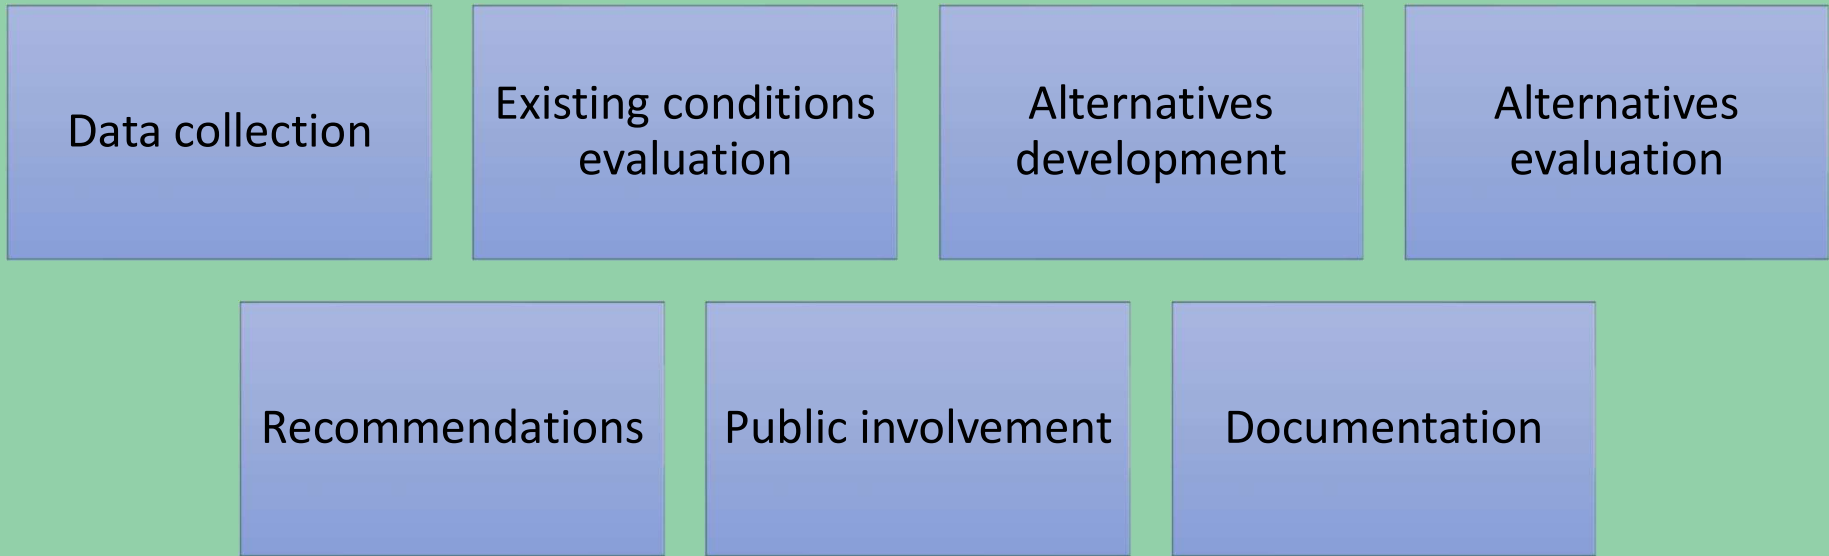 Data collection
Existing conditions
evaluation
Alternatives
development
Alternatives
evaluation
Recommendations
Public involvement
Documentation